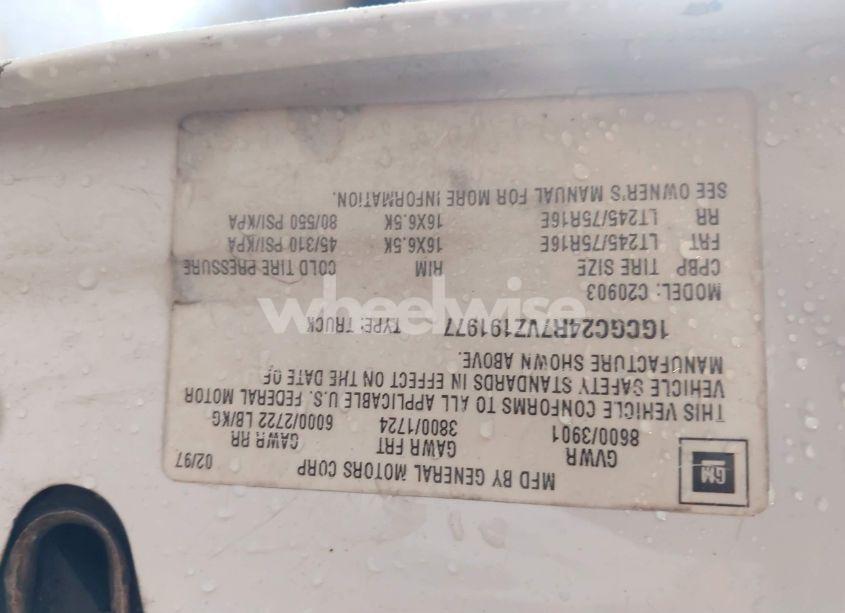 GM
MFD BY GENERAL MOTORS CORP 02/97
GVWR GAWR FRT GAWR RR
8600/3901 3800/1724 6000/2722 LB/KG
THIS VEHICLE CONFORMS TO ALL APPLICABLE U.S. FEDERAL MOTOR
VEHICLE SAFETY STANDARDS IN EFFECT ON THE DATE OF
MANUFACTURE SHOWN ABOVE.
1GCGC24R7VZ191977 TYPE: TRUCK
MODEL: C20903
CPBP TIRE SIZE RIM COLD TIRE PRESSURE
FRT LT245/75R16E 16X6.5K 45/310 PSI/KPA
RR LT245/75R16E 16X6.5K 80/550 PSI/KPA
SEE OWNER'S MANUAL FOR MORE INFORMATION.
wheelwise